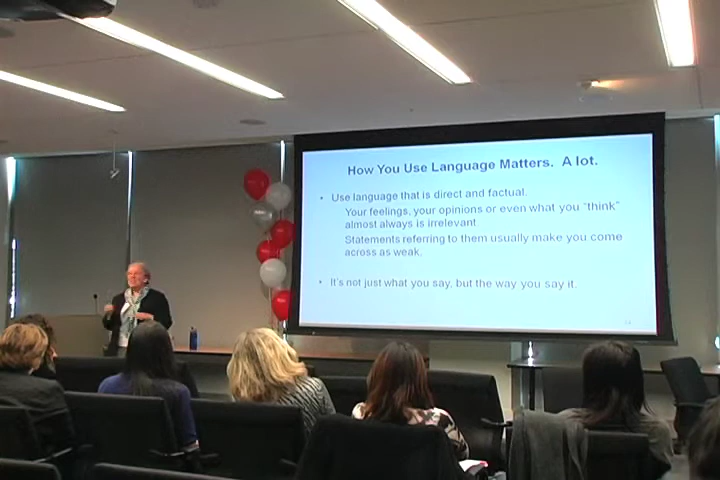 How You Use Language Matters.  A lot.
• Use language that is direct and factual.
Your feelings, your opinions or even what you "think"
almost always is irrelevant
Statements referring to them usually make you come
across as weak.
• It's not just what you say, but the way you say it.